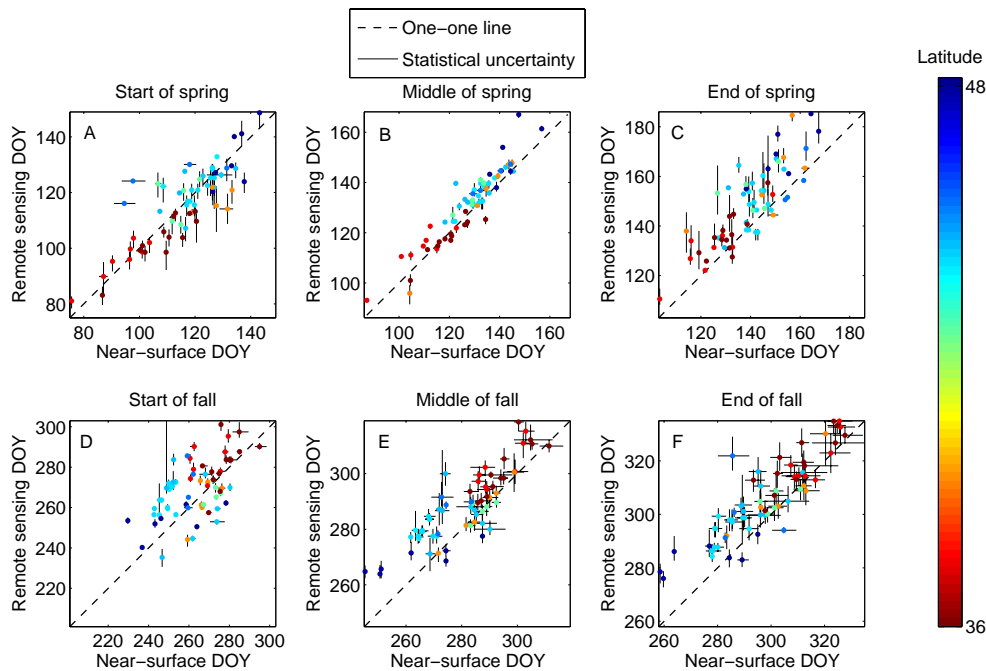 One−one line
Statistical uncertainty
Latitude
48
36
Start of spring
A
Remote sensing DOY
140
120
100
80
80 100 120 140
Near−surface DOY
Middle of spring
B
Remote sensing DOY
160
140
120
100
100 120 140 160
Near−surface DOY
End of spring
C
Remote sensing DOY
180
160
140
120
120 140 160 180
Near−surface DOY
Start of fall
D
Remote sensing DOY
300
280
260
240
220
200 220 240 260 280 300
Near−surface DOY
Middle of fall
E
Remote sensing DOY
300
280
260
260 280 300
Near−surface DOY
End of fall
F
Remote sensing DOY
320
300
280
260
260 280 300 320
Near−surface DOY